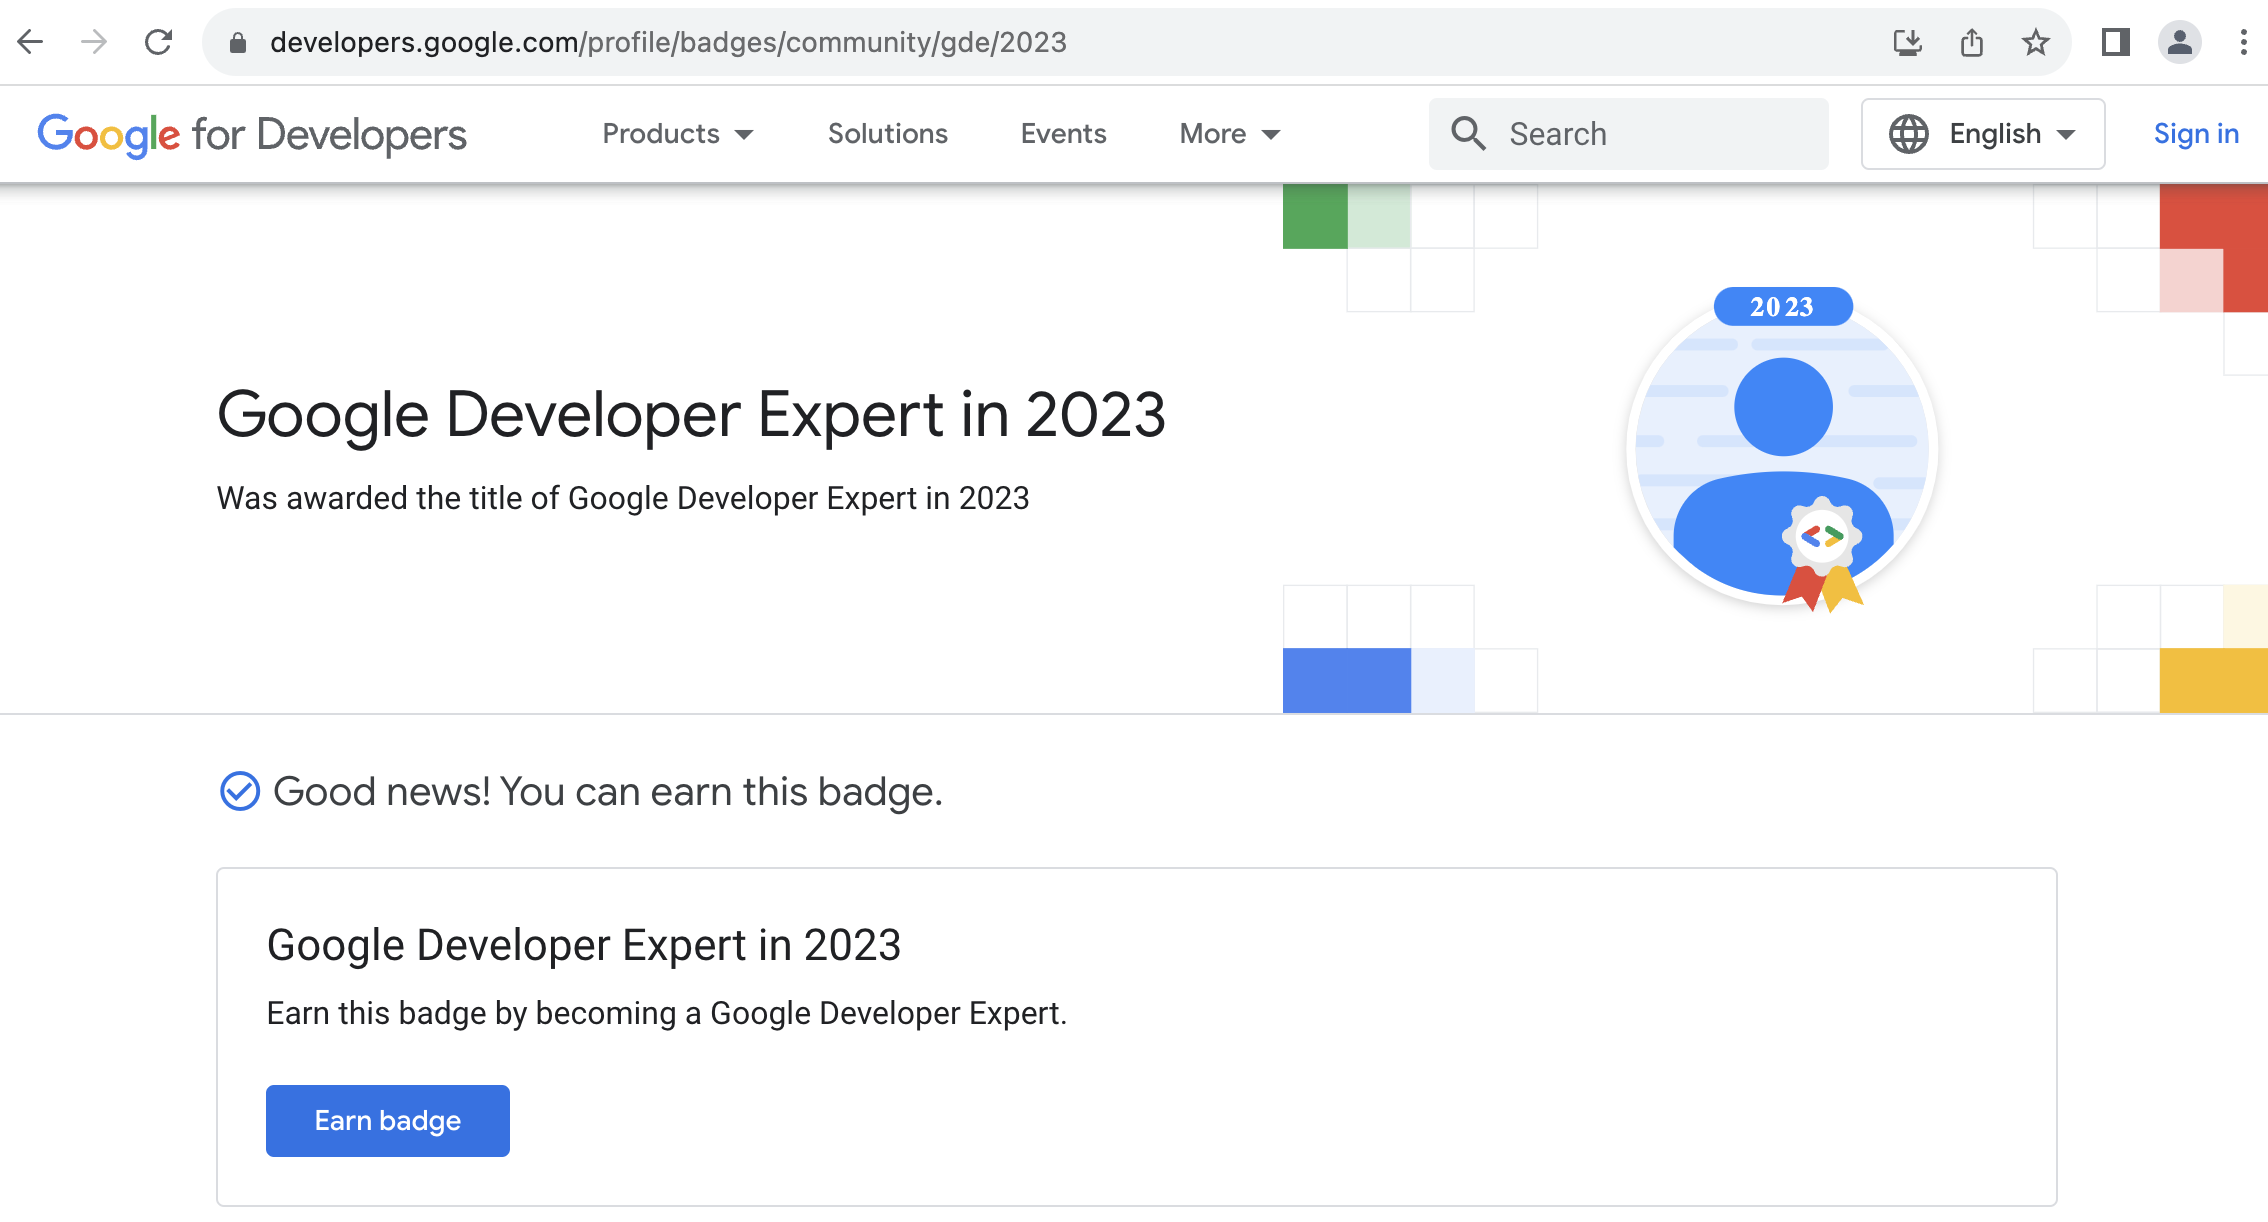 developers.google.com/profile/badges/community/gde/2023
Google for Developers
Products
Solutions
Events
More
Search
English
Sign in
2023
Google Developer Expert in 2023
Was awarded the title of Google Developer Expert in 2023
Good news! You can earn this badge.
Google Developer Expert in 2023
Earn this badge by becoming a Google Developer Expert.
Earn badge